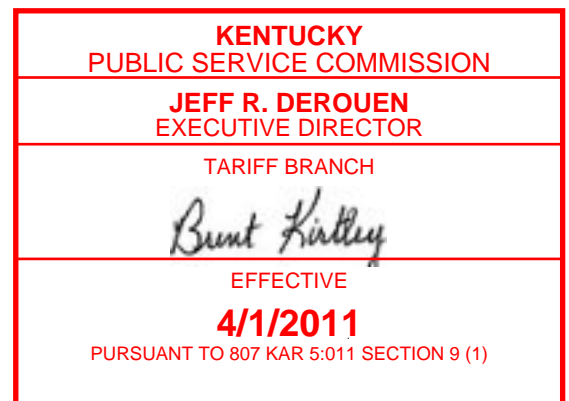 KENTUCKY
PUBLIC SERVICE COMMISSION
JEFF R. DEROUEN
EXECUTIVE DIRECTOR
TARIFF BRANCH
Bunt Kirtley
EFFECTIVE
4/1/2011
PURSUANT TO 807 KAR 5:011 SECTION 9 (1)